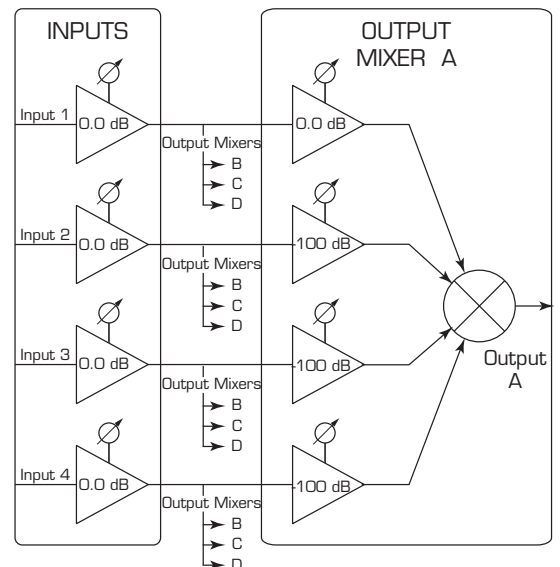 INPUTS
OUTPUT
MIXER A
Input 1
0.0 dB
Output Mixers
B
C
D
0.0 dB
Input 2
0.0 dB
Output Mixers
B
C
D
-100 dB
Input 3
0.0 dB
Output Mixers
B
C
D
-100 dB
Input 4
0.0 dB
Output Mixers
B
C
D
-100 dB
Output
A